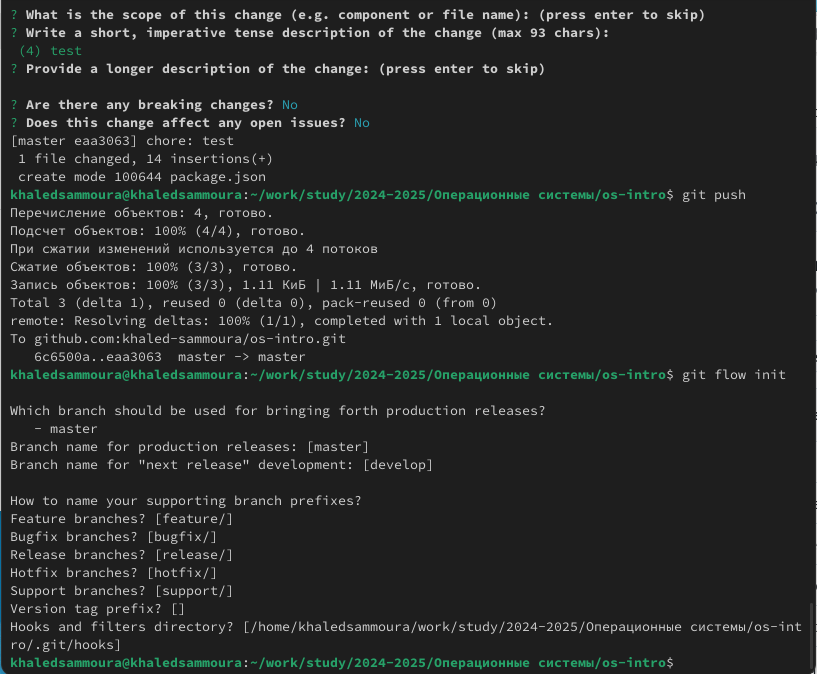 ? What is the scope of this change (e.g. component or file name): (press enter to skip)
? Write a short, imperative tense description of the change (max 93 chars):
 (4) test
? Provide a longer description of the change: (press enter to skip)

? Are there any breaking changes? No
? Does this change affect any open issues? No
[master eaa3063] chore: test
 1 file changed, 14 insertions(+)
 create mode 100644 package.json
khaledsammoura@khaledsammoura:~/work/study/2024-2025/Операционные системы/os-intro$ git push
Перечисление объектов: 4, готово.
Подсчет объектов: 100% (4/4), готово.
При сжатии изменений используется до 4 потоков
Сжатие объектов: 100% (3/3), готово.
Запись объектов: 100% (3/3), 1.11 КиБ | 1.11 МиБ/с, готово.
Total 3 (delta 1), reused 0 (delta 0), pack-reused 0 (from 0)
remote: Resolving deltas: 100% (1/1), completed with 1 local object.
To github.com:khaled-sammoura/os-intro.git
   6c6500a..eaa3063  master -> master
khaledsammoura@khaledsammoura:~/work/study/2024-2025/Операционные системы/os-intro$ git flow init

Which branch should be used for bringing forth production releases?
   - master
Branch name for production releases: [master]
Branch name for "next release" development: [develop]

How to name your supporting branch prefixes?
Feature branches? [feature/]
Bugfix branches? [bugfix/]
Release branches? [release/]
Hotfix branches? [hotfix/]
Support branches? [support/]
Version tag prefix? []
Hooks and filters directory? [/home/khaledsammoura/work/study/2024-2025/Операционные системы/os-int
ro/.git/hooks]
khaledsammoura@khaledsammoura:~/work/study/2024-2025/Операционные системы/os-intro$